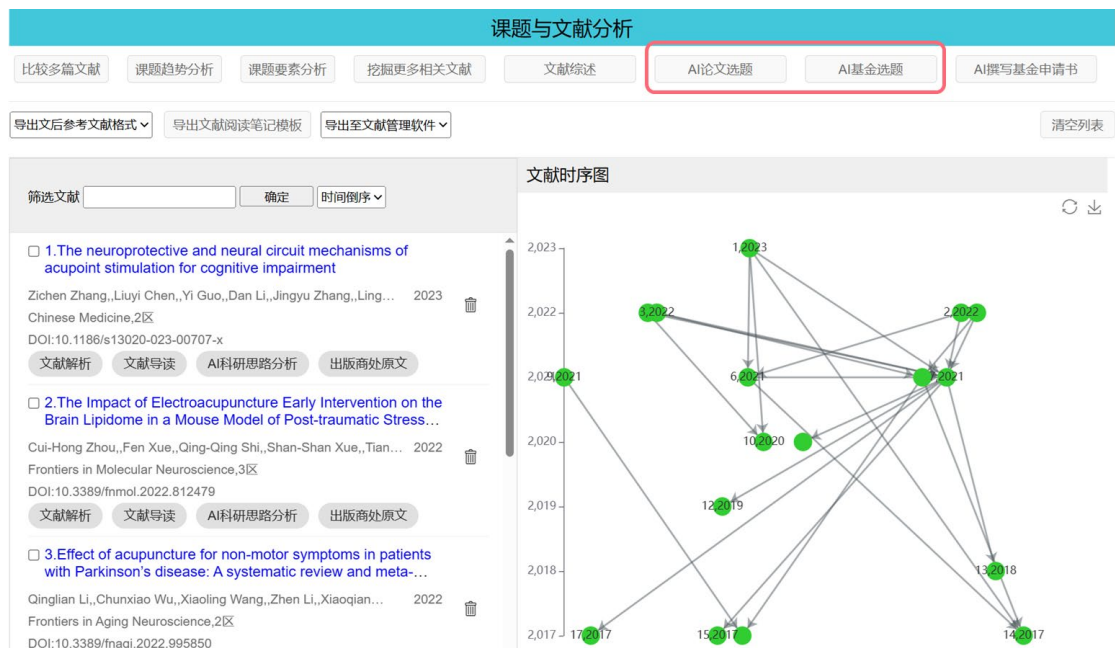 课题与文献分析
比较多篇文献 课题趋势分析 课题要素分析 挖掘更多相关文献 文献综述 AI论文选题 AI基金选题 AI撰写基金申请书
导出文后参考文献格式 导出文献阅读笔记模板 导出至文献管理软件 清空列表
筛选文献 确定 时间倒序
1.The neuroprotective and neural circuit mechanisms of
acupoint stimulation for cognitive impairment
Zichen Zhang,,Liuyi Chen,,Yi Guo,,Dan Li,,Jingyu Zhang,,Ling... 2023
Chinese Medicine,2区
DOI:10.1186/s13020-023-00707-x
文献解析 文献导读 AI科研思路分析 出版商处原文
2.The Impact of Electroacupuncture Early Intervention on the
Brain Lipidome in a Mouse Model of Post-traumatic Stress...
Cui-Hong Zhou,,Fen Xue,,Qing-Qing Shi,,Shan-Shan Xue,,Tian... 2022
Frontiers in Molecular Neuroscience,3区
DOI:10.3389/fnmol.2022.812479
文献解析 文献导读 AI科研思路分析 出版商处原文
3.Effect of acupuncture for non-motor symptoms in patients
with Parkinson's disease: A systematic review and meta-...
Qinglian Li,,Chunxiao Wu,,Xiaoling Wang,,Zhen Li,,Xiaoqian... 2022
Frontiers in Aging Neuroscience,2区
DOI:10.3389/fnagi.2022.995850
文献时序图
2,023 1,2023
2,022 3,2022 2,2022
9,2021 6,2021
2,020 10,2020
2,019 12,2019
2,018 13,2018
2,017 17,2017 15,2017 14,2017